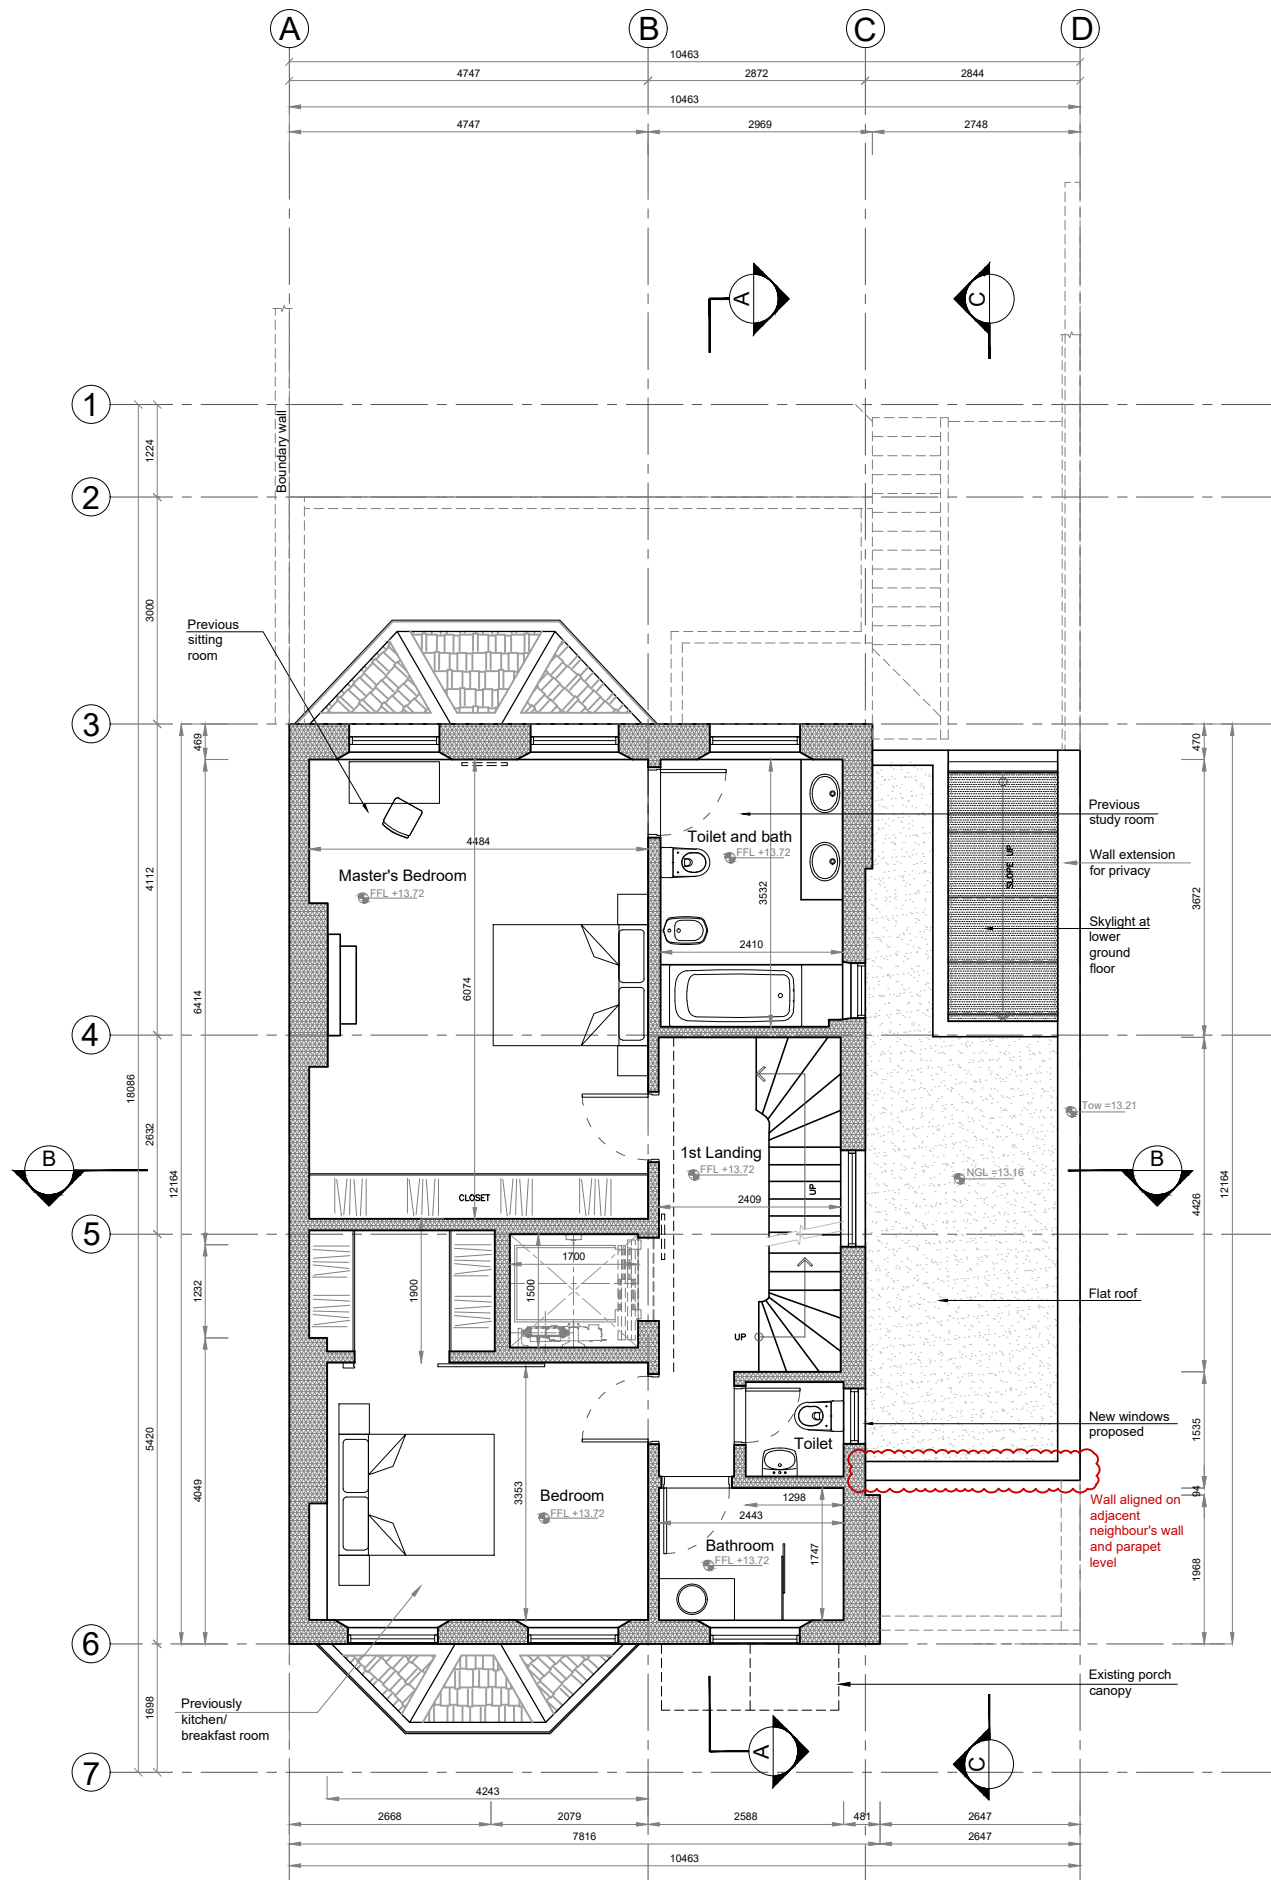 A
B
C
D
10463
4747
2872
2844
10463
4747
2969
2748
A
C
1
1224
Boundary wall
2
3000
Previous
sitting
room
3
469
470
4484
Master's Bedroom
FFL +13.72
Toilet and bath
FFL +13.72
3532
2410
6074
Previous
study room
Wall extension
for privacy
SLOPE UP
Skylight at
lower
ground
floor
3672
4112
6414
4
18086
2632
12164
Tow =13.21
1st Landing
FFL +13.72
2409
UP
NGL =13.16
4426
12164
B
B
CLOSET
5
1700
1500
1900
1232
UP
Flat roof
5420
4049
3353
Bedroom
FFL +13.72
Toilet
1298
2443
Bathroom
FFL +13.72
1747
New windows
proposed
1535
94
Wall aligned on
adjacent
neighbour's wall
and parapet
level
1968
6
1698
Previously
kitchen/
breakfast room
Existing porch
canopy
A
C
7
4243
2668
2079
2588
481
2647
7816
2647
10463